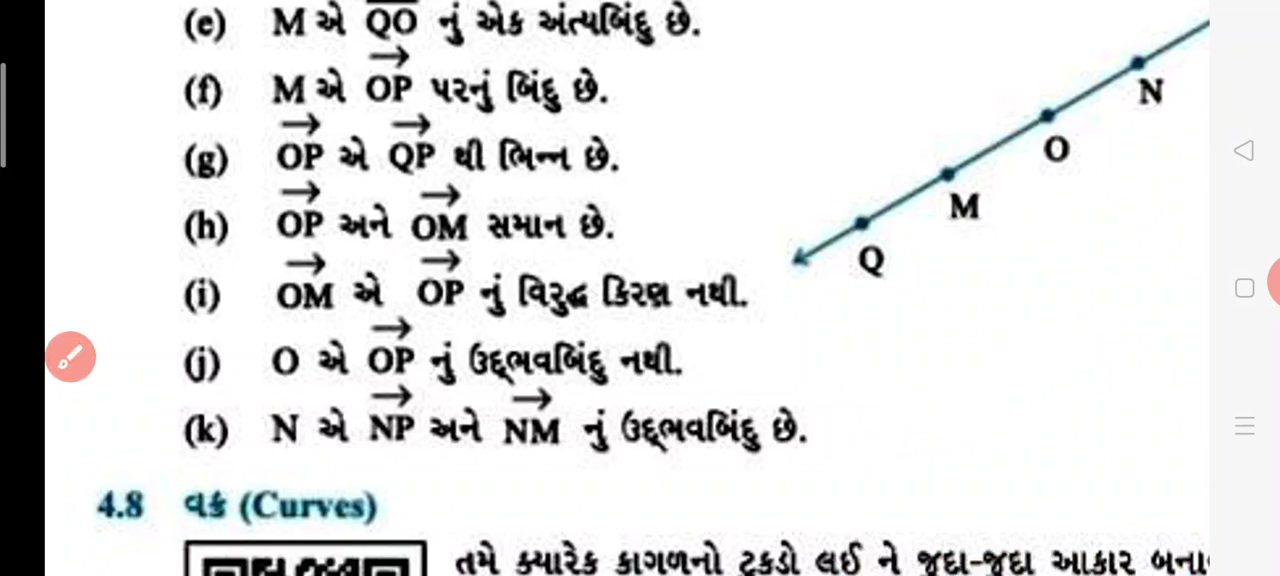 (e) M એ QO નું એક અંત્યબિંદુ છે.
(f) M એ OP પરનું બિંદુ છે.
(g) OP એ QP થી ભિન્ન છે.
(h) OP અને OM સમાન છે.
(i) OM એ OP નું વિરુદ્ધ કિરણ નથી.
(j) O એ OP નું ઉદ્ભવબિંદુ નથી.
(k) N એ NP અને NM નું ઉદ્ભવબિંદુ છે.
N
O
M
Q
4.8 વક્ર (Curves)
તમે ક્યારેક કાગળનો ટુકડો લઈ ને જુદા-જુદા આકાર